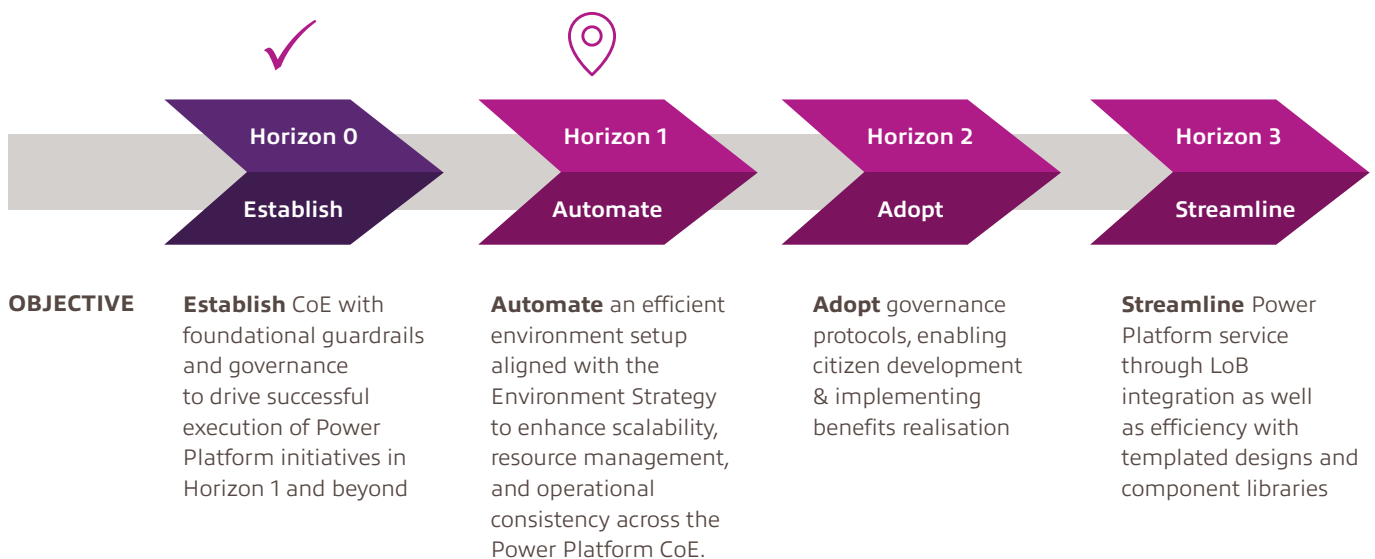 Horizon 0
Establish
Horizon 1
Automate
Horizon 2
Adopt
Horizon 3
Streamline
OBJECTIVE
Establish CoE with
foundational guardrails
and governance
to drive successful
execution of Power
Platform initiatives in
Horizon 1 and beyond
Automate an efficient
environment setup
aligned with the
Environment Strategy
to enhance scalability,
resource management,
and operational
consistency across the
Power Platform CoE.
Adopt governance
protocols, enabling
citizen development
& implementing
benefits realisation
Streamline Power
Platform service
through LoB
integration as well
as efficiency with
templated designs and
component libraries